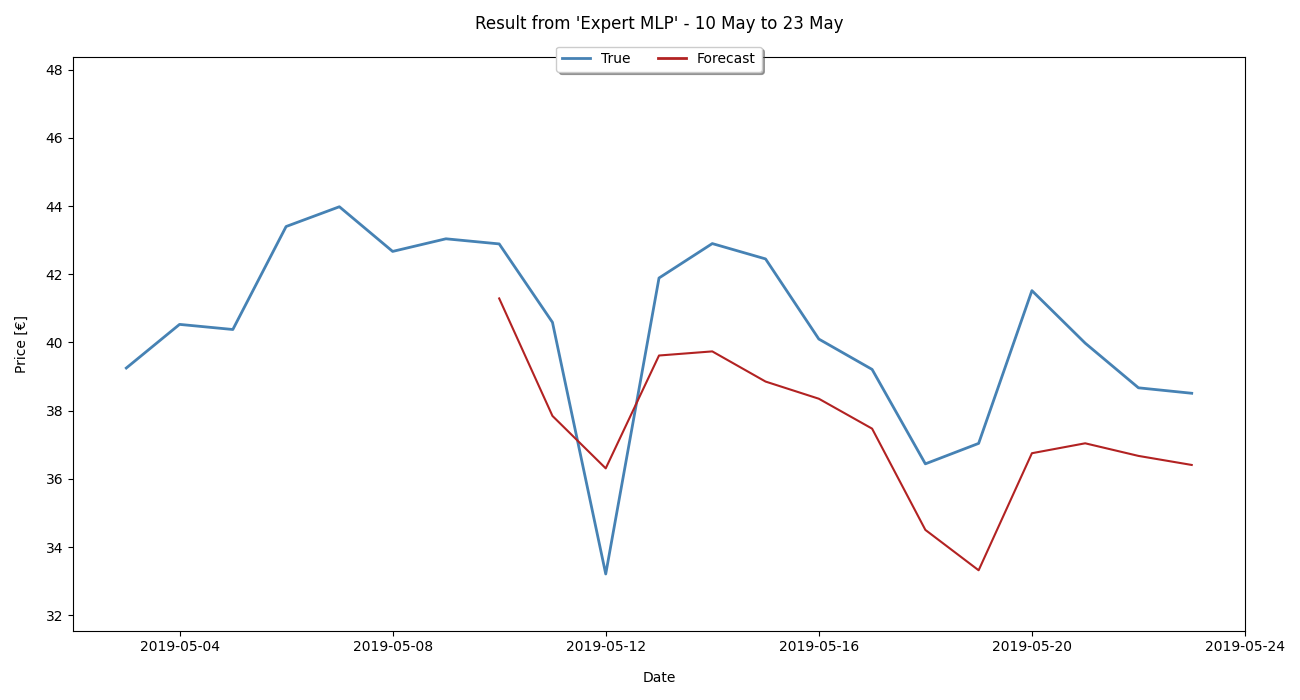 Result from 'Expert MLP' - 10 May to 23 May
True Forecast
48
46
44
42
40
38
36
34
32
Price [€]
2019-05-04 2019-05-08 2019-05-12 2019-05-16 2019-05-20 2019-05-24
Date